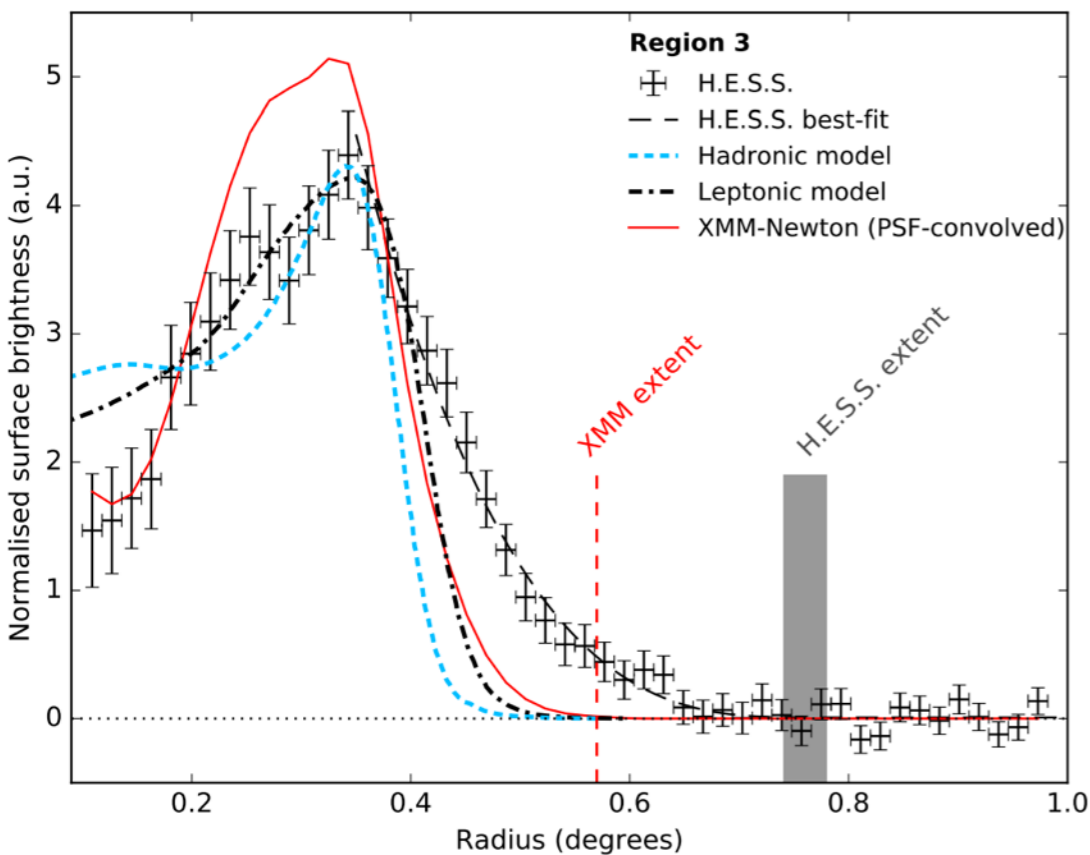 Region 3
H.E.S.S.
H.E.S.S. best-fit
Hadronic model
Leptonic model
XMM-Newton (PSF-convolved)
XMM extent
H.E.S.S. extent
Normalised surface brightness (a.u.)
5
4
3
2
1
0
0.2 0.4 0.6 0.8 1.0
Radius (degrees)